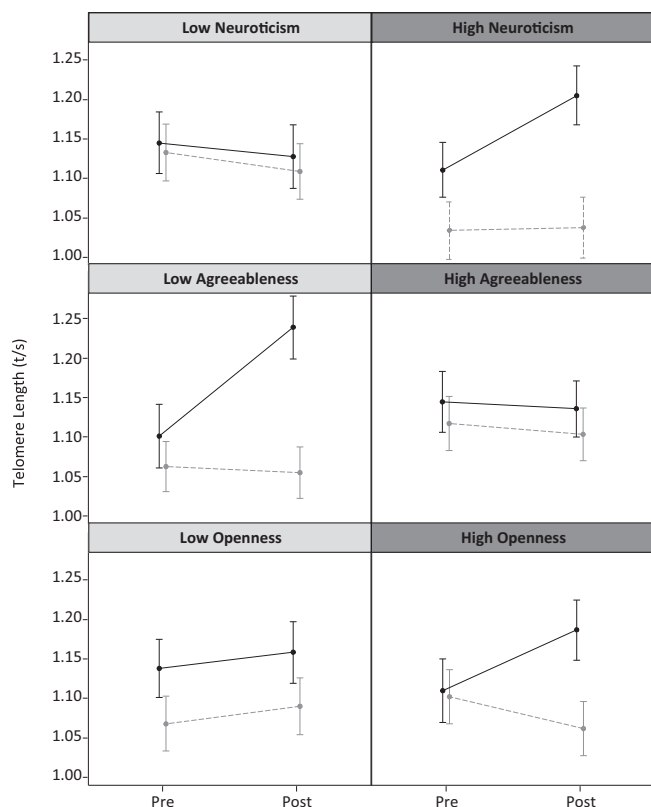 Low Neuroticism
High Neuroticism
1.25
1.20
1.15
1.10
1.05
1.00
Low Agreeableness
High Agreeableness
1.25
1.20
1.15
1.10
1.05
1.00
Telomere Length (t/s)
Low Openness
High Openness
1.25
1.20
1.15
1.10
1.05
1.00
Pre
Post
Pre
Post